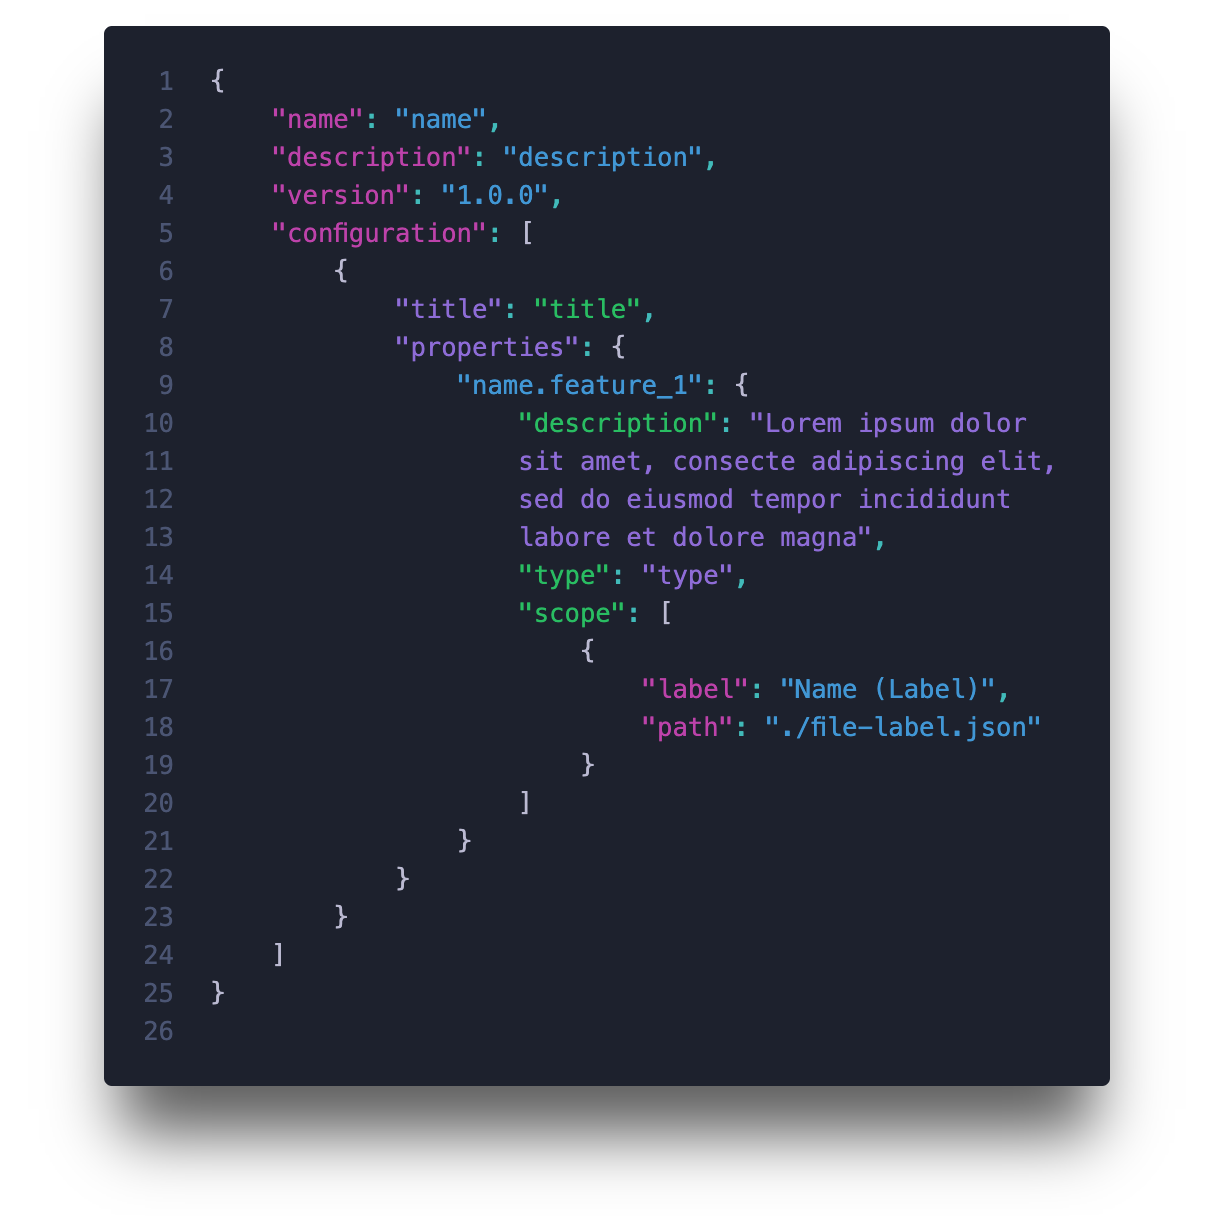 1 {
2     "name": "name",
3     "description": "description",
4     "version": "1.0.0",
5     "configuration": [
6         {
7             "title": "title",
8             "properties": {
9                 "name.feature_1": {
10                     "description": "Lorem ipsum dolor
11                     sit amet, consecte adipiscing elit,
12                     sed do eiusmod tempor incididunt
13                     labore et dolore magna",
14                     "type": "type",
15                     "scope": [
16                         {
17                             "label": "Name (Label)",
18                             "path": "./file-label.json"
19                         }
20                     ]
21                 }
22             }
23         }
24     ]
25 }
26